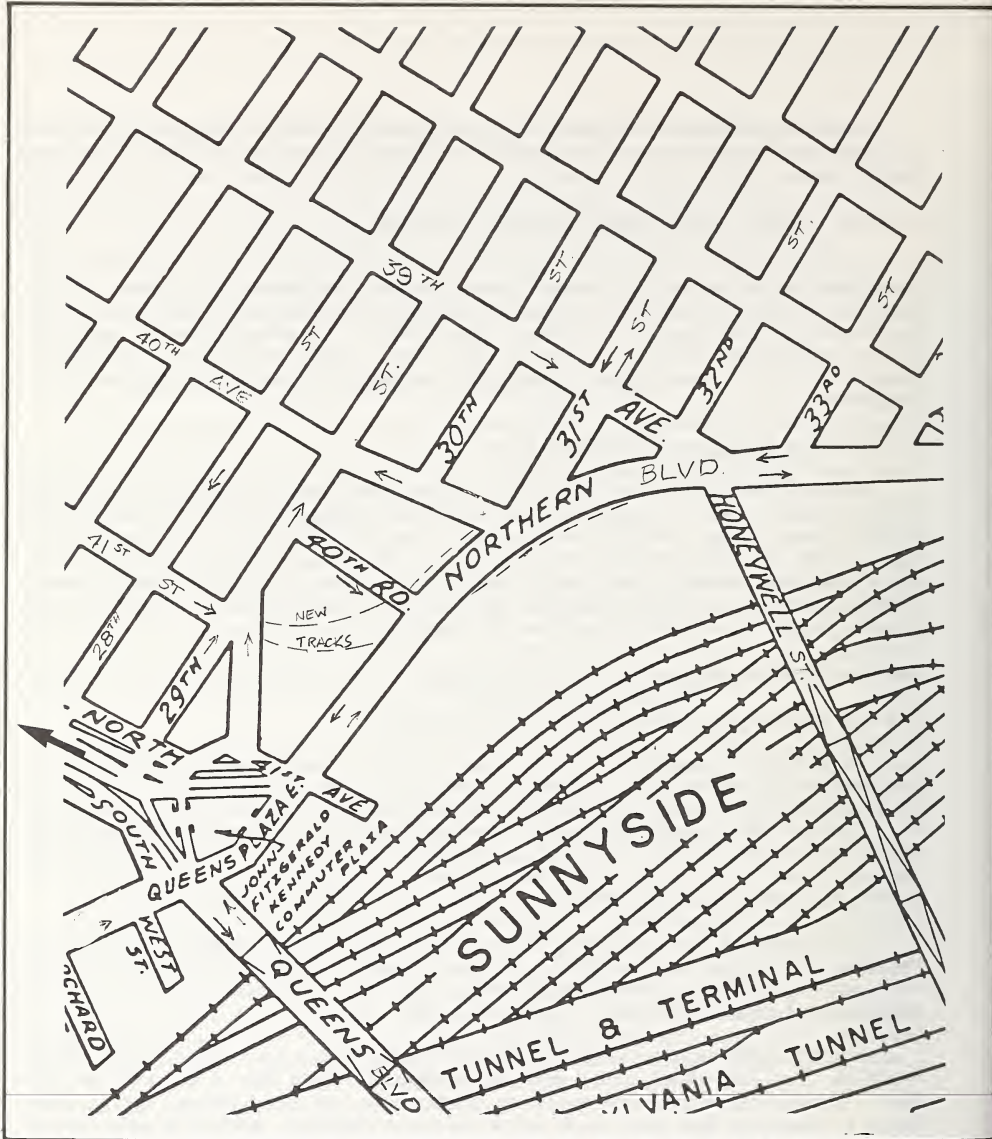 ST.
39TH
ST.
ST
ST
40TH
AVE
ST
ST.
32ND
33RD
30TH
31ST
AVE.
BLVD.
NORTHERN
HONEYWELL ST.
41ST
ST
40TH RD.
NEW
TRACKS
28TH
29TH
NORTH
SOUTH
41ST.
AVE
QUEENS PLAZA E.
JOHN
FITZGERALD
KENNEDY
COMMUTER
PLAZA
SUNNYSIDE
WEST
ST.
QUEENS BLVD
TUNNEL & TERMINAL
TUNNEL
VANIA